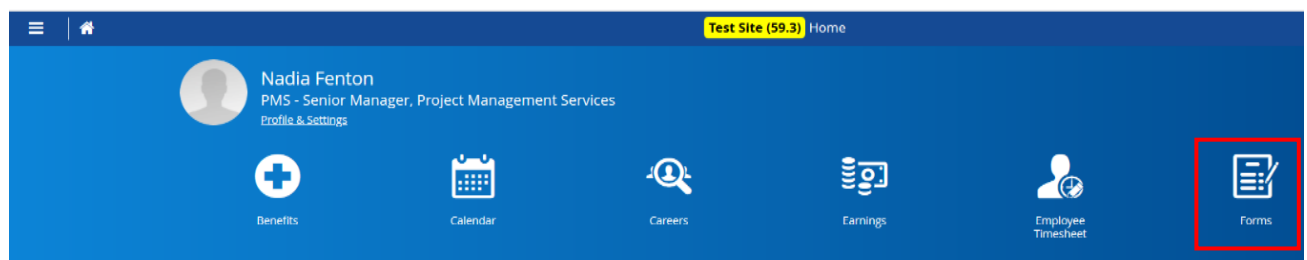 Test Site (59.3) Home
Nadia Fenton
PMS - Senior Manager, Project Management Services
Profile & Settings
Benefits
Calendar
Careers
Earnings
Employee
Timesheet
Forms